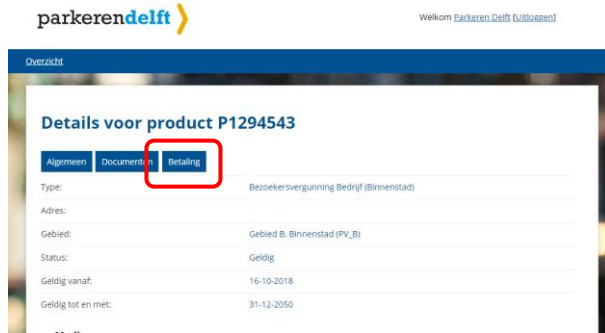 parkerendelft
Welkom Parkeren Delft [Uitloggen]
Overzicht
Details voor product P1294543
Algemeen Documenten Betaling
Type: Bezoekersvergunning Bedrijf (Binnenstad)
Adres:
Gebied: Gebied B, Binnenstad (PV_B)
Status: Geldig
Geldig vanaf: 16-10-2018
Geldig tot en met: 31-12-2050